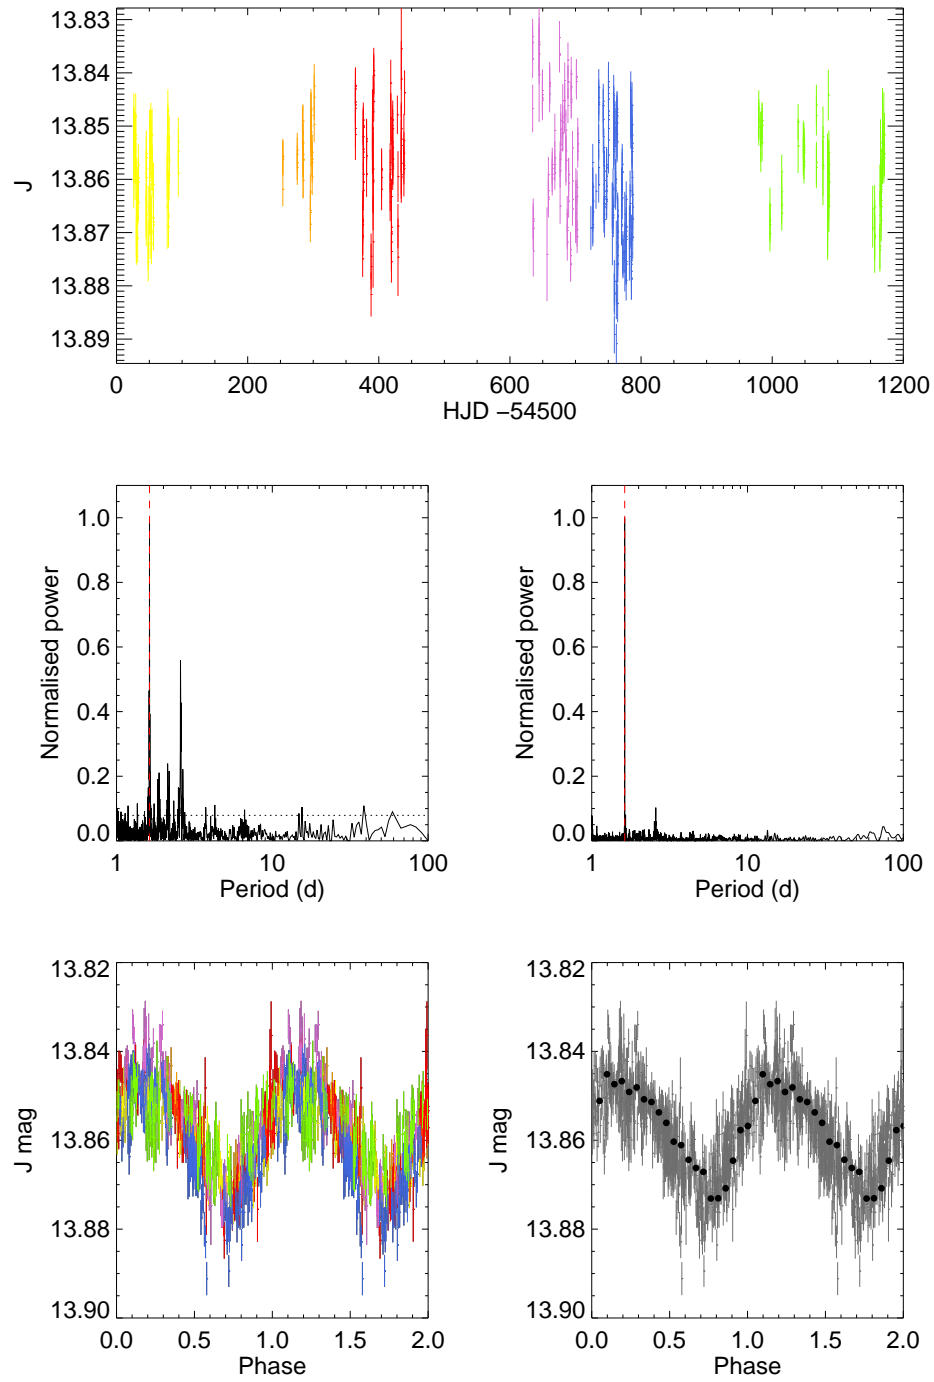 13.83
13.84
13.85
13.86
13.87
13.88
13.89
J
0 200 400 600 800 1000 1200
HJD −54500
1.0
0.8
0.6
0.4
0.2
0.0
Normalised power
1 10 100
Period (d)
1.0
0.8
0.6
0.4
0.2
0.0
Normalised power
1 10 100
Period (d)
13.82
13.84
13.86
13.88
13.90
J mag
0.0 0.5 1.0 1.5 2.0
Phase
13.82
13.84
13.86
13.88
13.90
J mag
0.0 0.5 1.0 1.5 2.0
Phase